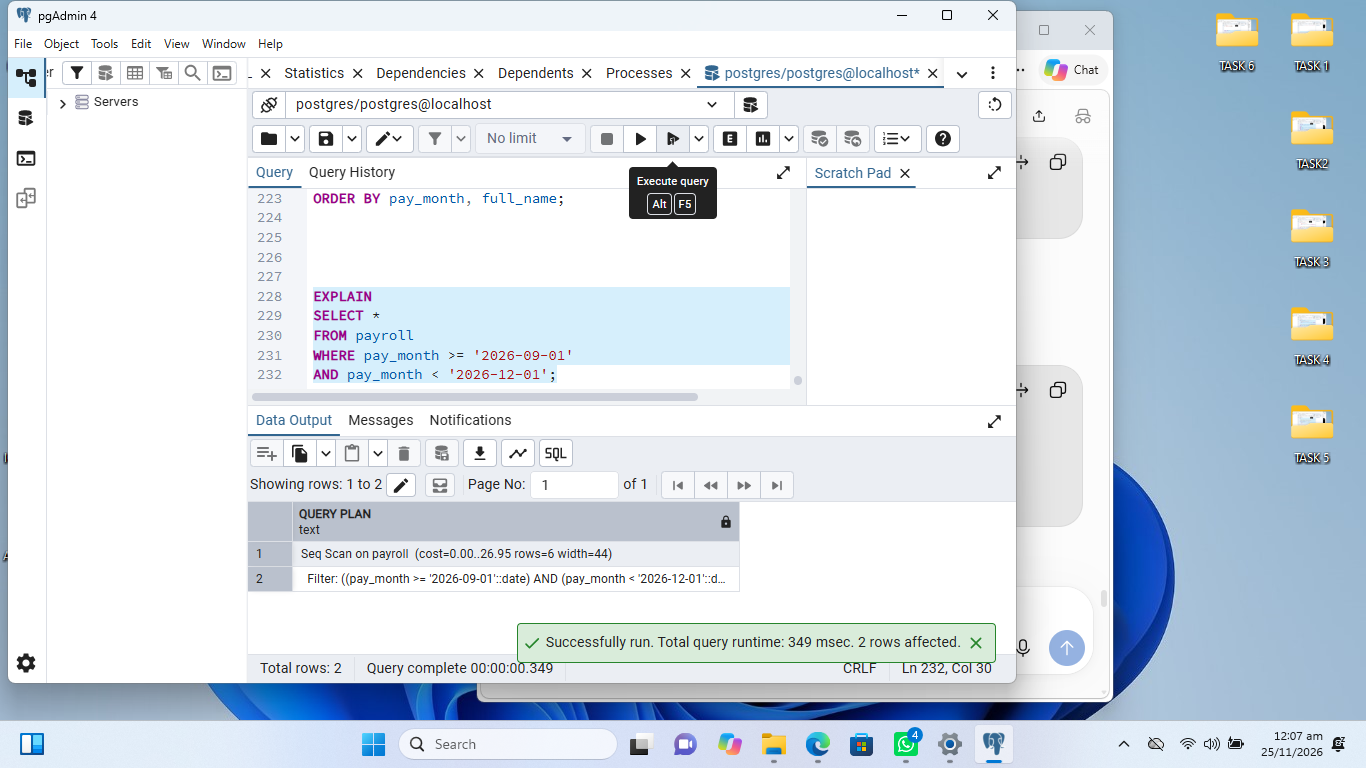 pgAdmin 4
File Object Tools Edit View Window Help
er
L Statistics Dependencies Dependents Processes postgres/postgres@localhost*
Servers
postgres/postgres@localhost
No limit
E
Query Query History
Scratch Pad
Execute query
Alt F5
223 ORDER BY pay_month, full_name;
224
225
226
227
228 EXPLAIN
229 SELECT *
230 FROM payroll
231 WHERE pay_month >= '2026-09-01'
232 AND pay_month < '2026-12-01';
Data Output Messages Notifications
SQL
Showing rows: 1 to 2 Page No: 1 of 1
QUERY PLAN
text
1 Seq Scan on payroll (cost=0.00..26.95 rows=6 width=44)
2 Filter: ((pay_month >= '2026-09-01'::date) AND (pay_month < '2026-12-01'::d...
Successfully run. Total query runtime: 349 msec. 2 rows affected.
Total rows: 2 Query complete 00:00:00.349 CRLF Ln 232, Col 30
Chat
TASK 6
TASK 1
TASK2
TASK 3
TASK 4
TASK 5
Search
4
12:07 am
25/11/2026